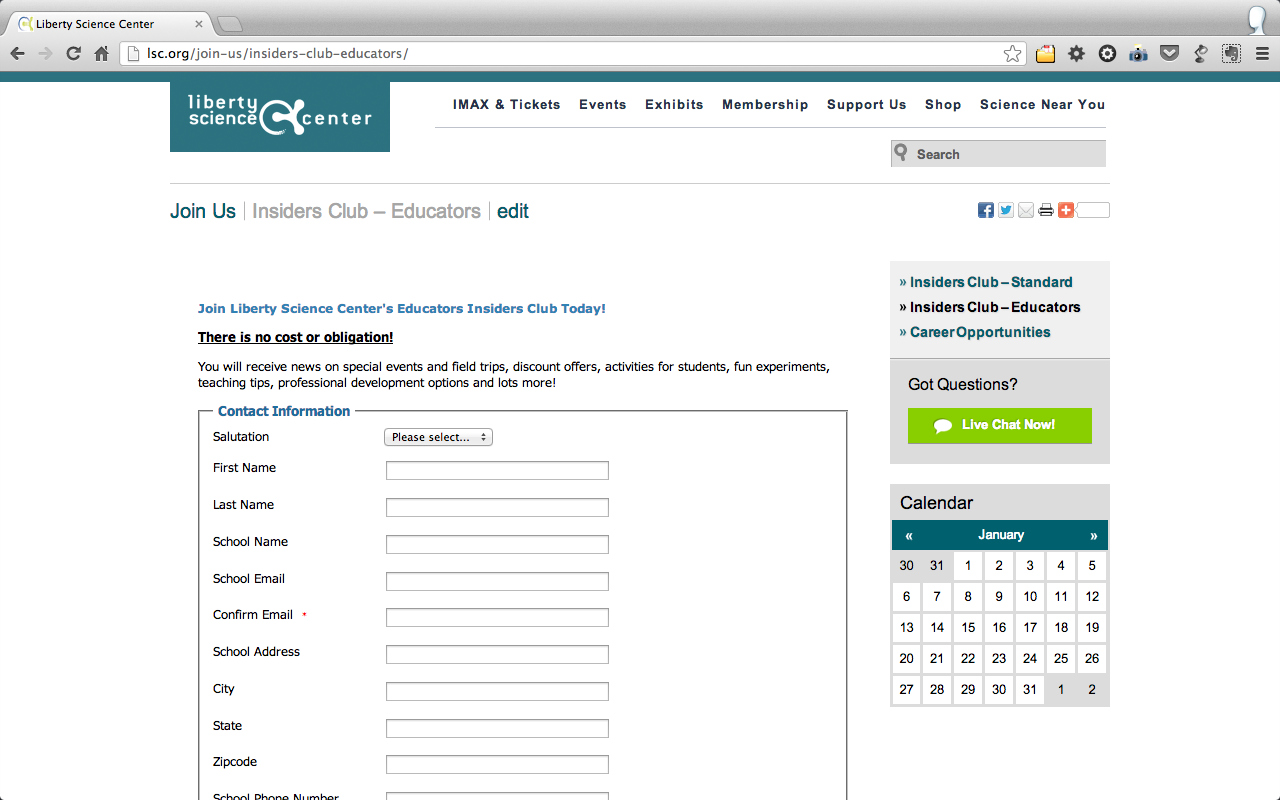 Liberty Science Center
lsc.org/join-us/insiders-club-educators/
liberty
science center
IMAX & Tickets Events Exhibits Membership Support Us Shop Science Near You
Search
Join Us | Insiders Club – Educators | edit
» Insiders Club – Standard
» Insiders Club – Educators
» Career Opportunities
Got Questions?
Live Chat Now!
Calendar
« January »
30 31 1 2 3 4 5
6 7 8 9 10 11 12
13 14 15 16 17 18 19
20 21 22 23 24 25 26
27 28 29 30 31 1 2
Join Liberty Science Center's Educators Insiders Club Today!
There is no cost or obligation!
You will receive news on special events and field trips, discount offers, activities for students, fun experiments,
teaching tips, professional development options and lots more!
Contact Information
Salutation Please select...
First Name
Last Name
School Name
School Email
Confirm Email *
School Address
City
State
Zipcode
School Phone Number